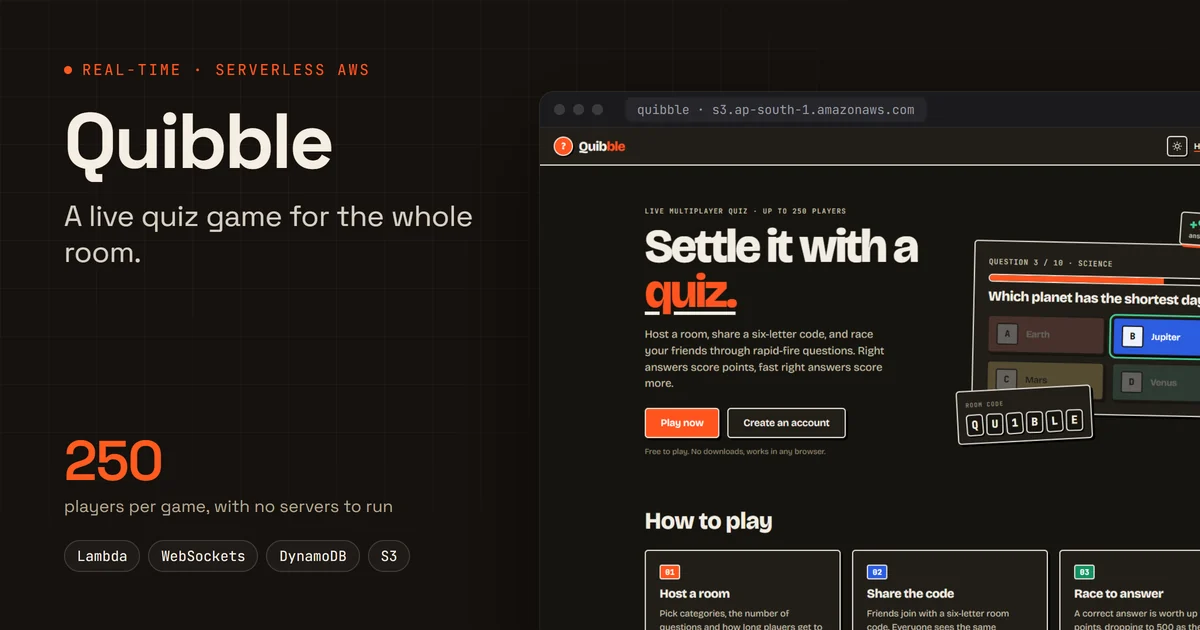 REAL-TIME · SERVERLESS AWS
Quibble
A live quiz game for the whole
room.
250
players per game, with no servers to run
Lambda
WebSockets
DynamoDB
S3
quibble · s3.ap-south-1.amazonaws.com
?
Quibble
LIVE MULTIPLAYER QUIZ · UP TO 250 PLAYERS
Settle it with a
quiz.
Host a room, share a six-letter code, and race
your friends through rapid-fire questions. Right
answers score points, fast right answers score
more.
Play now
Create an account
Free to play. No downloads, works in any browser.
QUESTION 3 / 10 · SCIENCE
Which planet has the shortest day
A Earth
B Jupiter
C Mars
D Venus
ROOM CODE
Q U 1 B L E
How to play
01
Host a room
Pick categories, the number of
questions and how long players get to
02
Share the code
Friends join with a six-letter room
code. Everyone sees the same
03
Race to answer
A correct answer is worth up
points, dropping to 500 as the